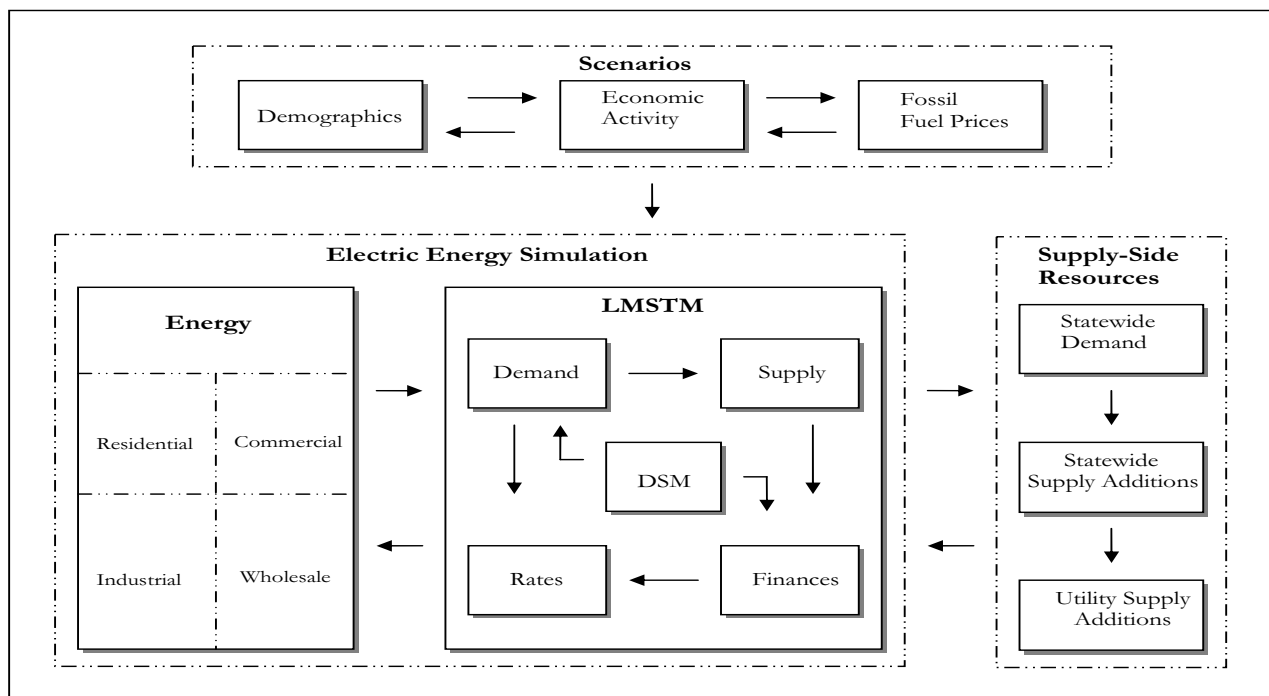 Scenarios
Demographics
Economic
Activity
Fossil
Fuel Prices
Electric Energy Simulation
Energy
Residential
Commercial
Industrial
Wholesale
LMSTM
Demand
Supply
DSM
Rates
Finances
Supply-Side
Resources
Statewide
Demand
Statewide
Supply Additions
Utility Supply
Additions